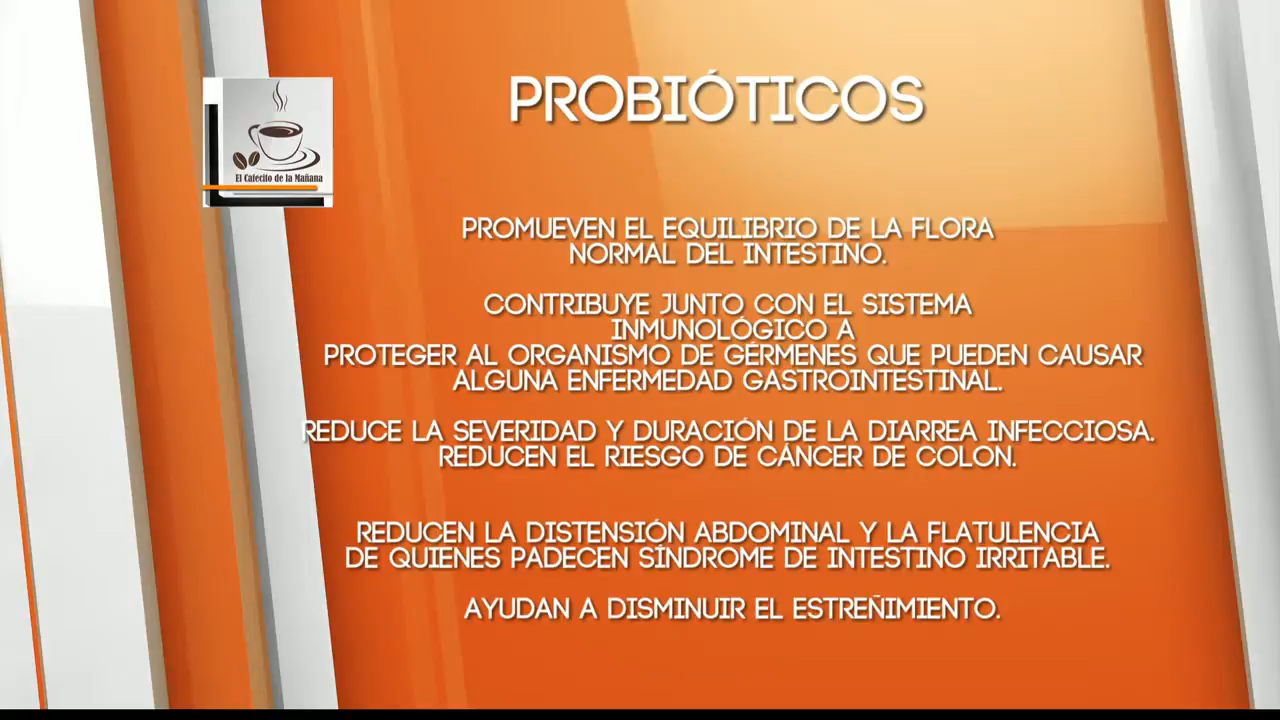 PROBIÓTICOS
El Cafecito de la Mañana
PROMUEVEN EL EQUILIBRIO DE LA FLORA
NORMAL DEL INTESTINO.
CONTRIBUYE JUNTO CON EL SISTEMA
INMUNOLÓGICO A
PROTEGER AL ORGANISMO DE GÉRMENES QUE PUEDEN CAUSAR
ALGUNA ENFERMEDAD GASTROINTESTINAL.
REDUCE LA SEVERIDAD Y DURACIÓN DE LA DIARREA INFECCIOSA.
REDUCEN EL RIESGO DE CÁNCER DE COLON.
REDUCEN LA DISTENSIÓN ABDOMINAL Y LA FLATULENCIA
DE QUIENES PADECEN SÍNDROME DE INTESTINO IRRITABLE.
AYUDAN A DISMINUIR EL ESTREÑIMIENTO.